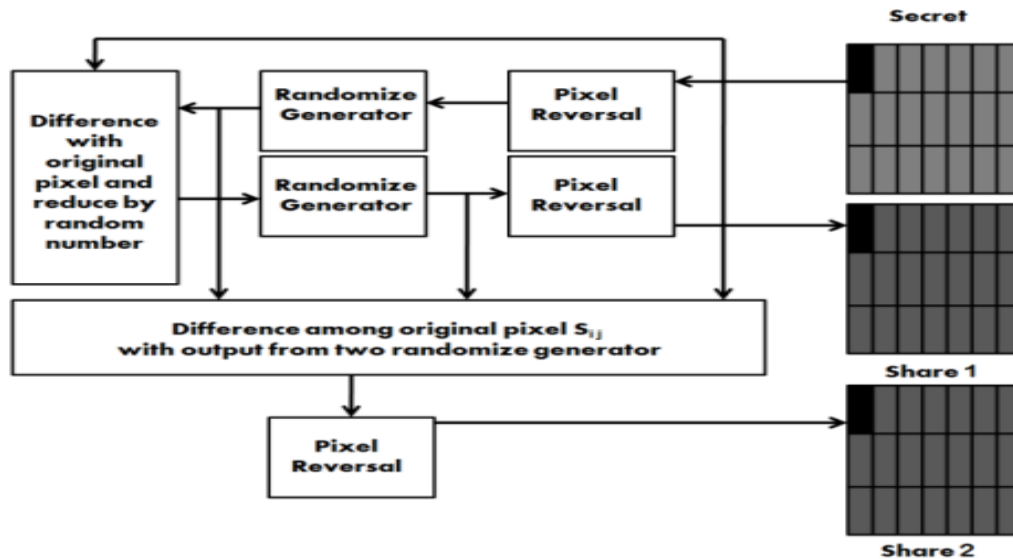 Secret
Randomize
Generator
Pixel
Reversal
Difference
with
original
pixel and
reduce by
random
number
Randomize
Generator
Pixel
Reversal
Difference among original pixel Sᵢⱼ
with output from two randomize generator
Share 1
Pixel
Reversal
Share 2